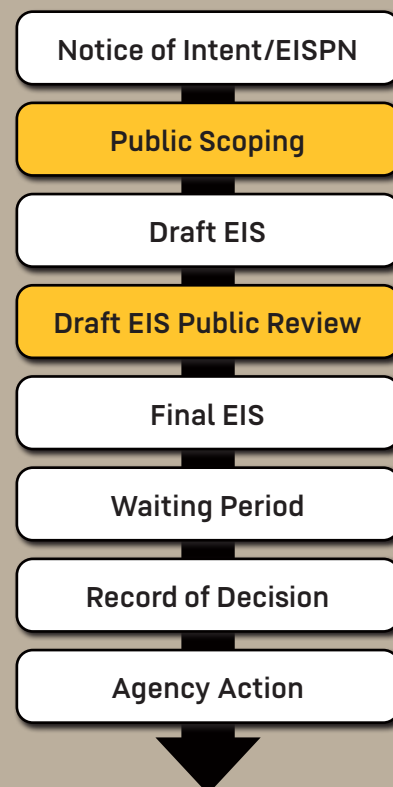 Notice of Intent/EISPN
Public Scoping
Draft EIS
Draft EIS Public Review
Final EIS
Waiting Period
Record of Decision
Agency Action